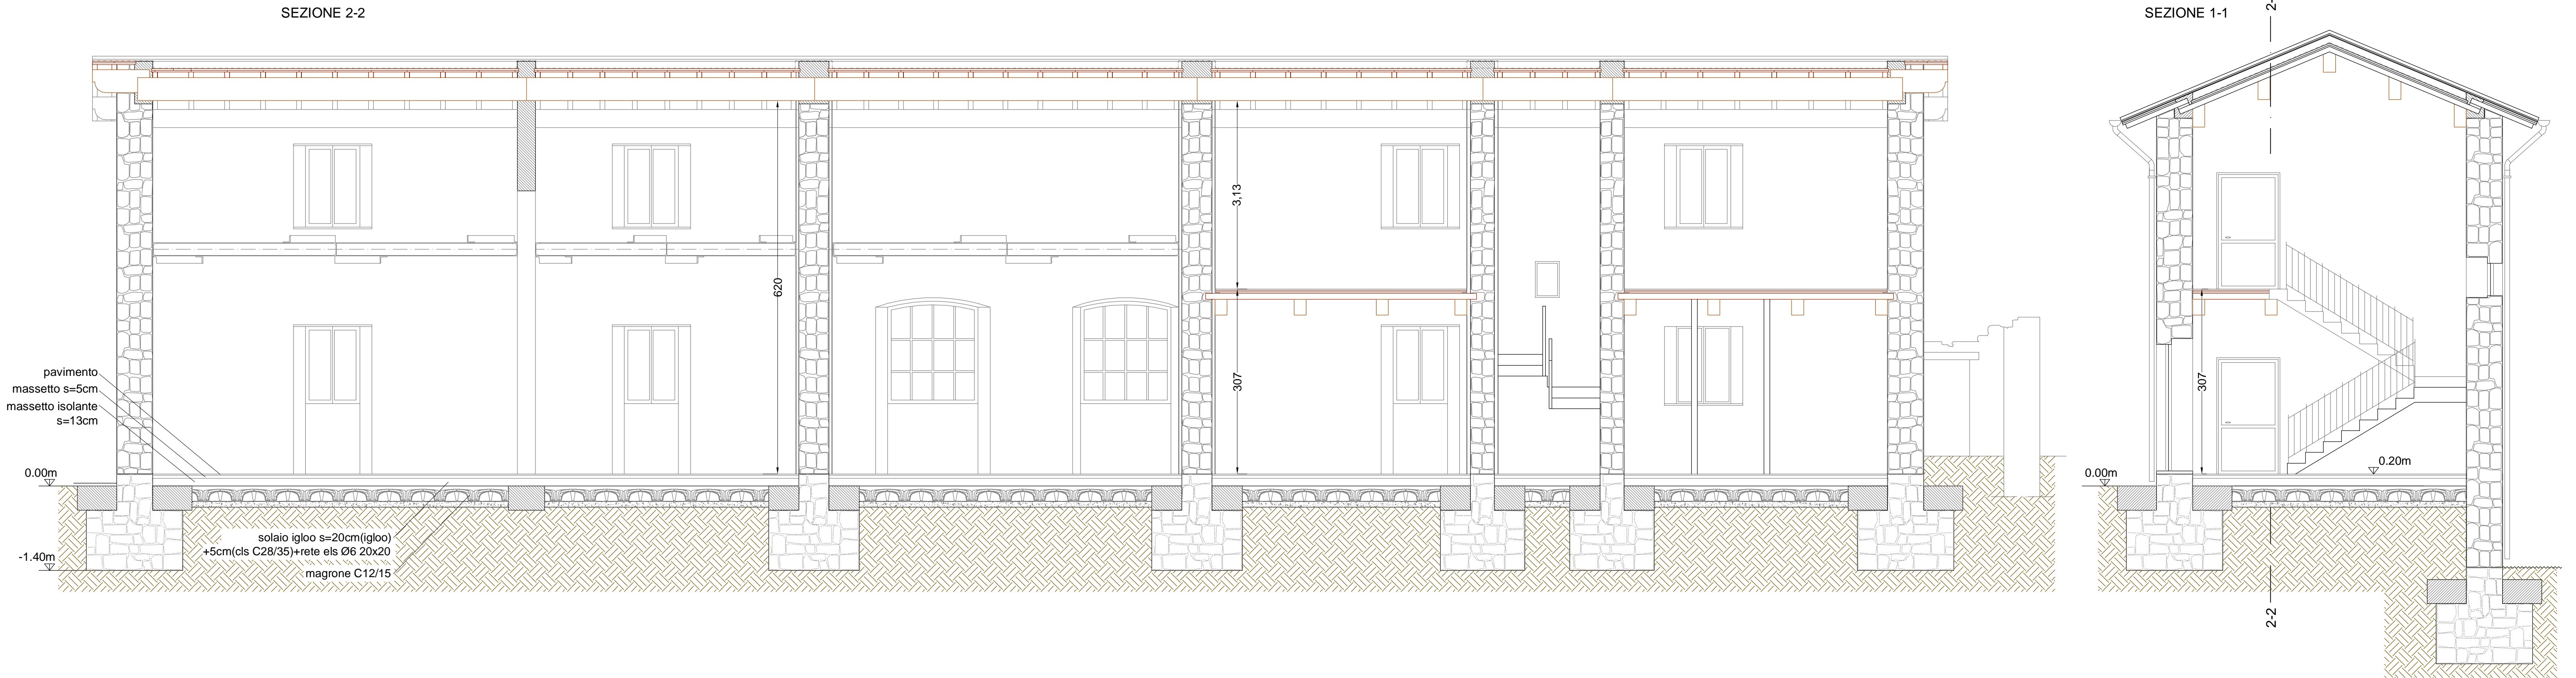 SEZIONE 2-2
620
3,13
307
pavimento
massetto s=5cm
massetto isolante
s=13cm
0.00m
-1.40m
solaio igloo s=20cm(igloo)
+5cm(cls C28/35)+rete els Ø6 20x20
magrone C12/15
SEZIONE 1-1
307
0.20m
0.00m
2-2